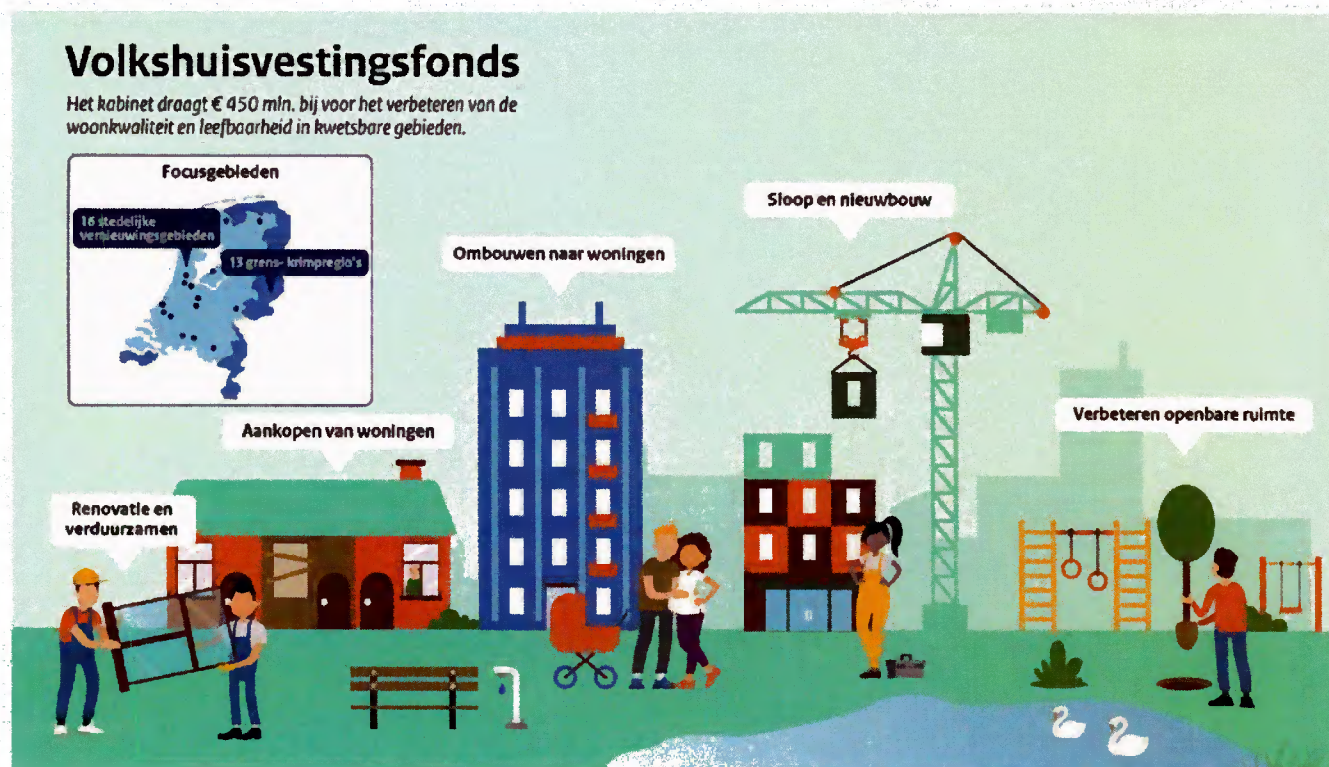 Volkshuisvestingsfonds
Het kabinet draagt € 450 mln. bij voor het verbeteren van de
woonkwaliteit en leefbaarheid in kwetsbare gebieden.
Focusgebieden
16 stedelijke
vernieuwingsgebieden
13 grens- krimpregio's
Sloop en nieuwbouw
Ombouwen naar woningen
Verbeteren openbare ruimte
Aankopen van woningen
Renovatie en
verduurzamen